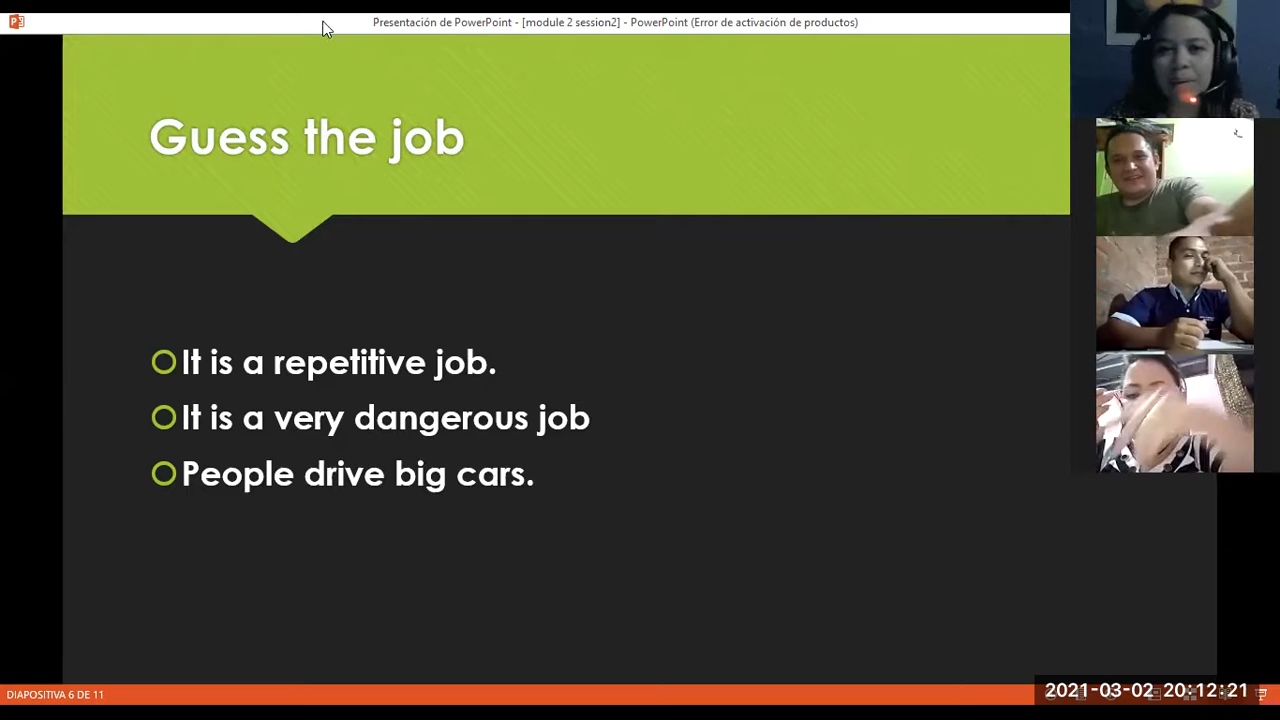 Presentación de PowerPoint - [module 2 session2] - PowerPoint (Error de activación de productos)
Guess the job
It is a repetitive job.
It is a very dangerous job
People drive big cars.
DIAPOSITIVA 6 DE 11
2021-03-02 20:12:21